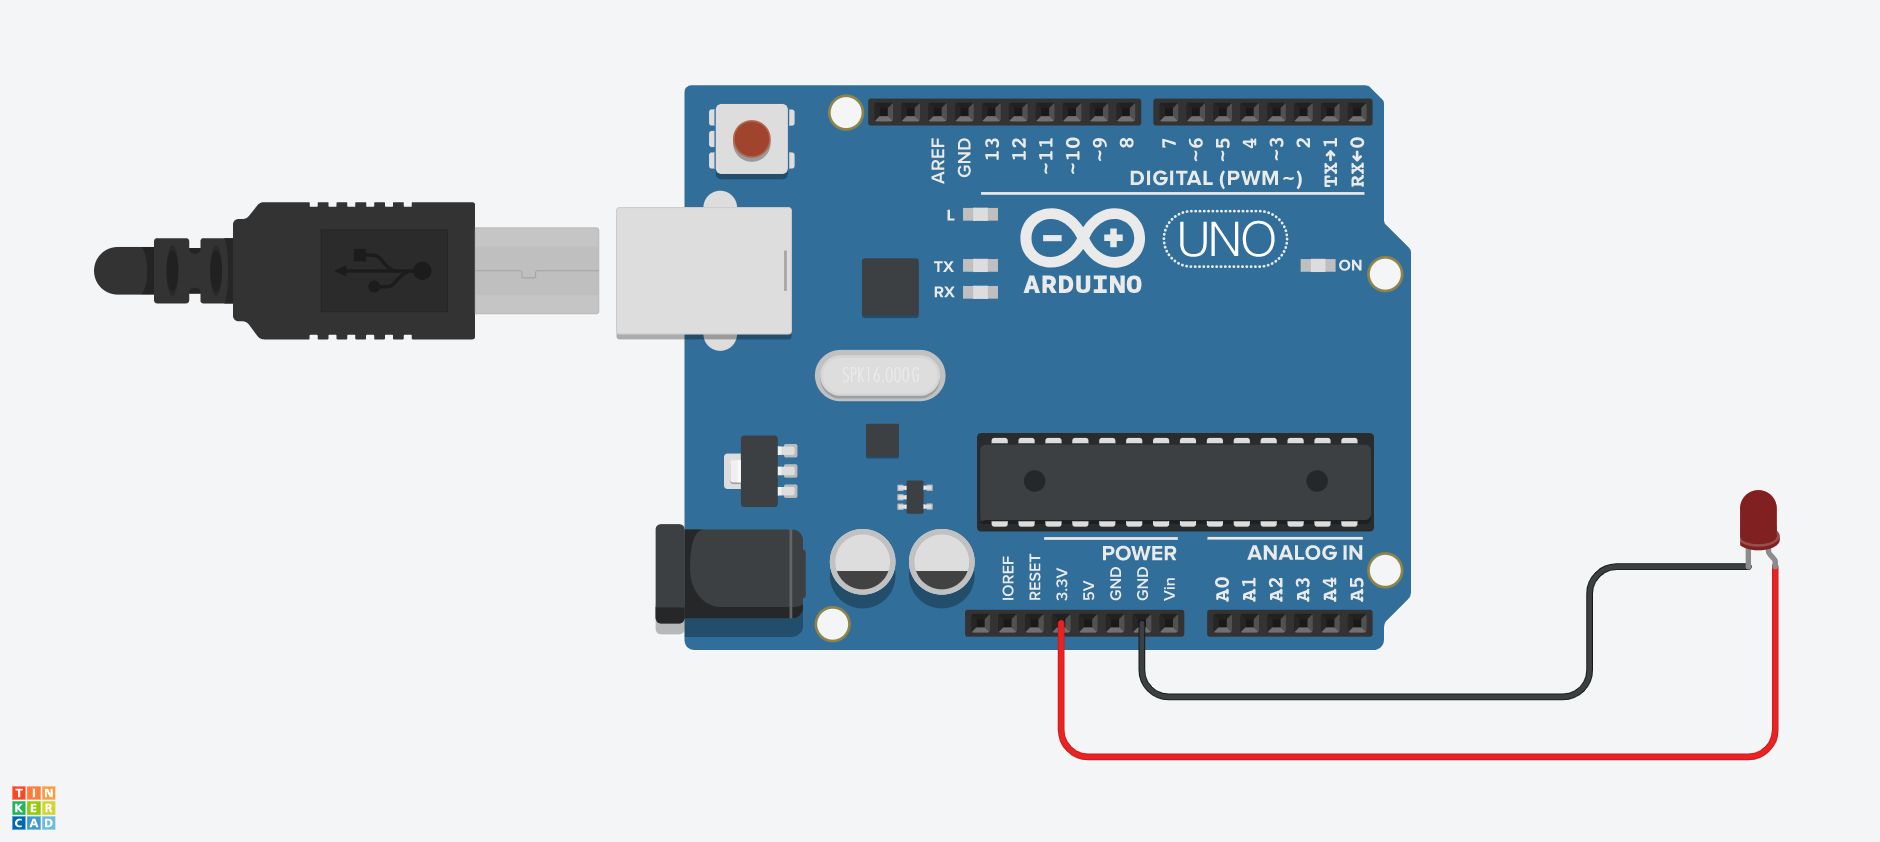 AREF
GND
13
12
~11
~10
~9
8
7
~6
~5
4
~3
2
TX→1
RX←0
DIGITAL (PWM~)
L
TX
RX
ARDUINO
UNO
ON
SPK16.000G
POWER
ANALOG IN
IOREF
RESET
3.3V
5V
GND
GND
Vin
A0
A1
A2
A3
A4
A5
TIN
KER
CAD